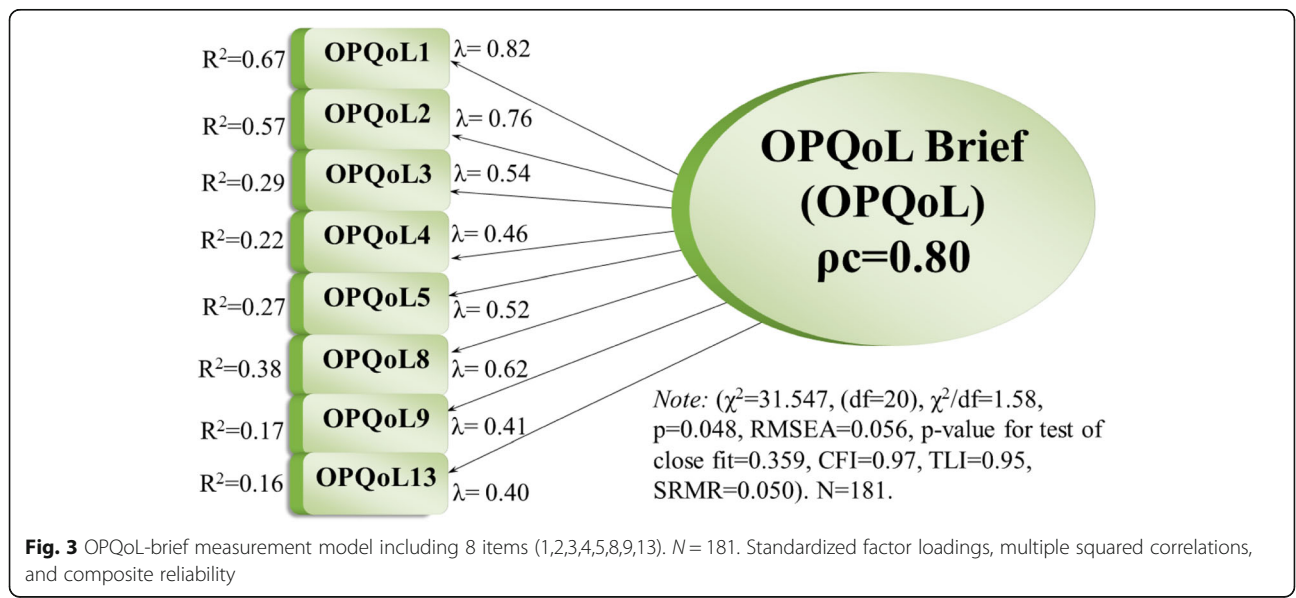 R²=0.67 OPQoL1 λ= 0.82
R²=0.57 OPQoL2 λ= 0.76
R²=0.29 OPQoL3 λ= 0.54
R²=0.22 OPQoL4 λ= 0.46
R²=0.27 OPQoL5 λ= 0.52
R²=0.38 OPQoL8 λ= 0.62
R²=0.17 OPQoL9 λ= 0.41
R²=0.16 OPQoL13 λ= 0.40
OPQoL Brief
(OPQoL)
ρc=0.80
Note: (χ²=31.547, (df=20), χ²/df=1.58,
p=0.048, RMSEA=0.056, p-value for test of
close fit=0.359, CFI=0.97, TLI=0.95,
SRMR=0.050). N=181.
Fig. 3 OPQoL-brief measurement model including 8 items (1,2,3,4,5,8,9,13). N = 181. Standardized factor loadings, multiple squared correlations,
and composite reliability